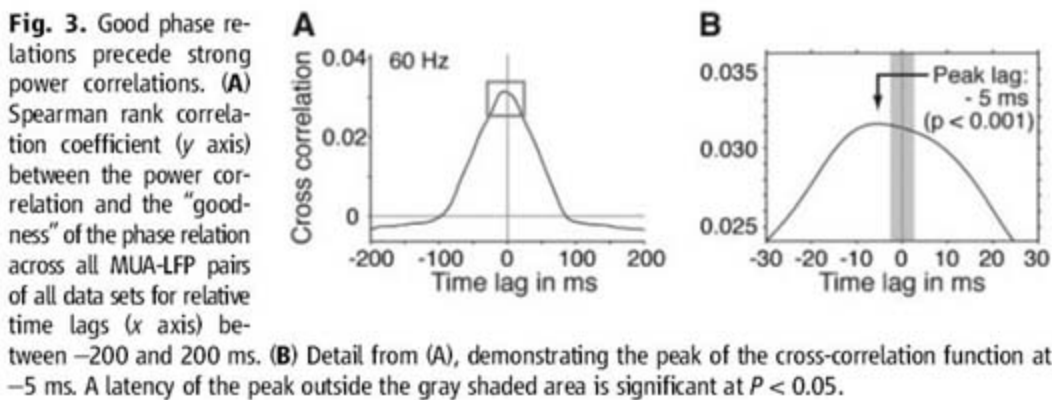 Fig. 3. Good phase re-
lations precede strong
power correlations. (A)
Spearman rank correla-
tion coefficient (y axis)
between the power cor-
relation and the “good-
ness” of the phase relation
across all MUA-LFP pairs
of all data sets for relative
time lags (x axis) be-
tween −200 and 200 ms. (B) Detail from (A), demonstrating the peak of the cross-correlation function at
−5 ms. A latency of the peak outside the gray shaded area is significant at P < 0.05.
A
60 Hz
Cross correlation
0.04
0.02
0
-200 -100 0 100 200
Time lag in ms
B
0.035
0.030
0.025
Peak lag:
- 5 ms
(p < 0.001)
-30 -20 -10 0 10 20 30
Time lag in ms